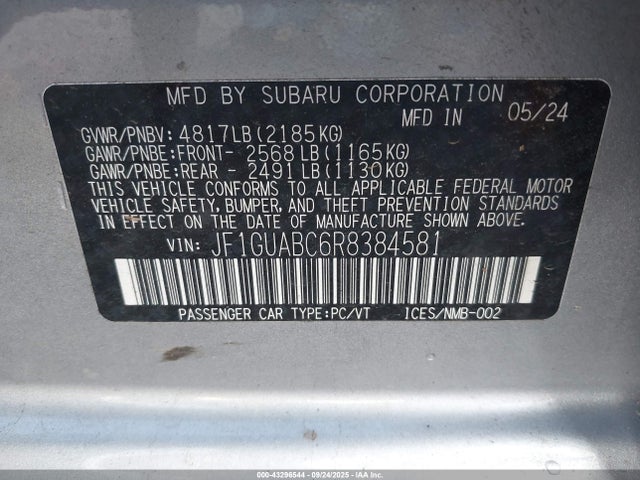 MFD BY SUBARU CORPORATION
MFD IN 05/24
GVWR/PNBV: 4817LB(2185KG)
GAWR/PNBE:FRONT- 2568LB(1165KG)
GAWR/PNBE:REAR - 2491LB(1130KG)
THIS VEHICLE CONFORMS TO ALL APPLICABLE FEDERAL MOTOR
VEHICLE SAFETY, BUMPER, AND THEFT PREVENTION STANDARDS
IN EFFECT ON THE DATE OF MANUFACTURE SHOWN ABOVE.
VIN: JF1GUABC6R8384581
PASSENGER CAR TYPE:PC/VT ICES/NMB-002
000-43296544 - 09/24/2025 - IAAI.COM